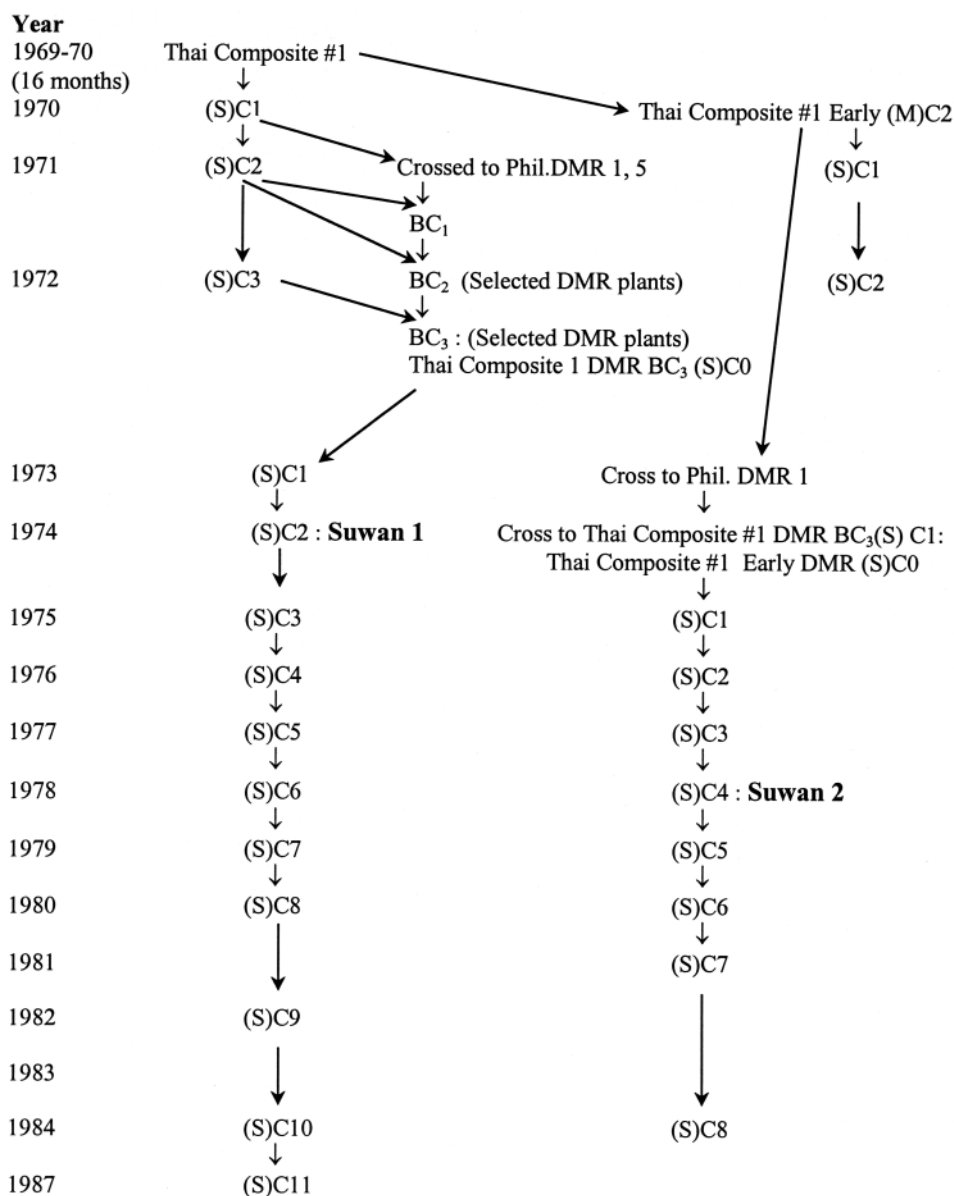 Year
1969-70 Thai Composite #1
(16 months)
1970 (S)C1 Thai Composite #1 Early (M)C2
1971 (S)C2 Crossed to Phil.DMR 1, 5 (S)C1
BC₁
1972 (S)C3 BC₂ (Selected DMR plants) (S)C2
BC₃ : (Selected DMR plants)
Thai Composite 1 DMR BC₃ (S)C0
1973 (S)C1 Cross to Phil. DMR 1
1974 (S)C2 : Suwan 1 Cross to Thai Composite #1 DMR BC₃(S) C1:
Thai Composite #1 Early DMR (S)C0
1975 (S)C3 (S)C1
1976 (S)C4 (S)C2
1977 (S)C5 (S)C3
1978 (S)C6 (S)C4 : Suwan 2
1979 (S)C7 (S)C5
1980 (S)C8 (S)C6
1981 (S)C7
1982 (S)C9
1983
1984 (S)C10 (S)C8
1987 (S)C11